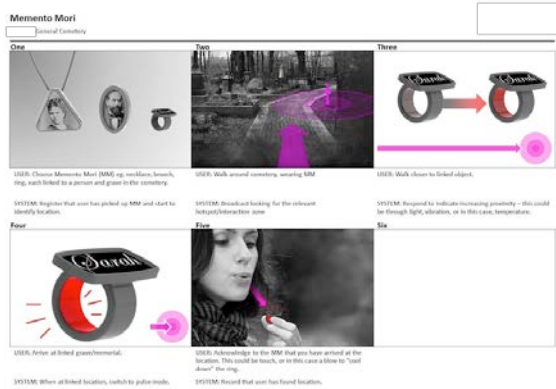 Memento Mori
General Cemetery
One
Two
Three
Sarah
Sarah
USER: Choose Memento Mori (MM) eg. necklace, brooch,
ring, each linked to a person and grave in the cemetery.
SYSTEM: Register that user has picked up MM and start to
identify location.
USER: Walk around cemetery, wearing MM
SYSTEM: Broadcast looking for the relevant
hotspot/interaction zone
USER: Walk closer to linked object.
SYSTEM: Respond to indicate increasing proximity – this could
be through light, vibration, or in this case, temperature.
Four
Five
Six
Sarah
USER: Arrive at linked grave/memorial.
SYSTEM: When at linked location, switch to pulse mode.
USER: Acknowledge to the MM that you have arrived at the
location. This could be touch, or in this case a blow to "cool
down" the ring.
SYSTEM: Record that user has found location.